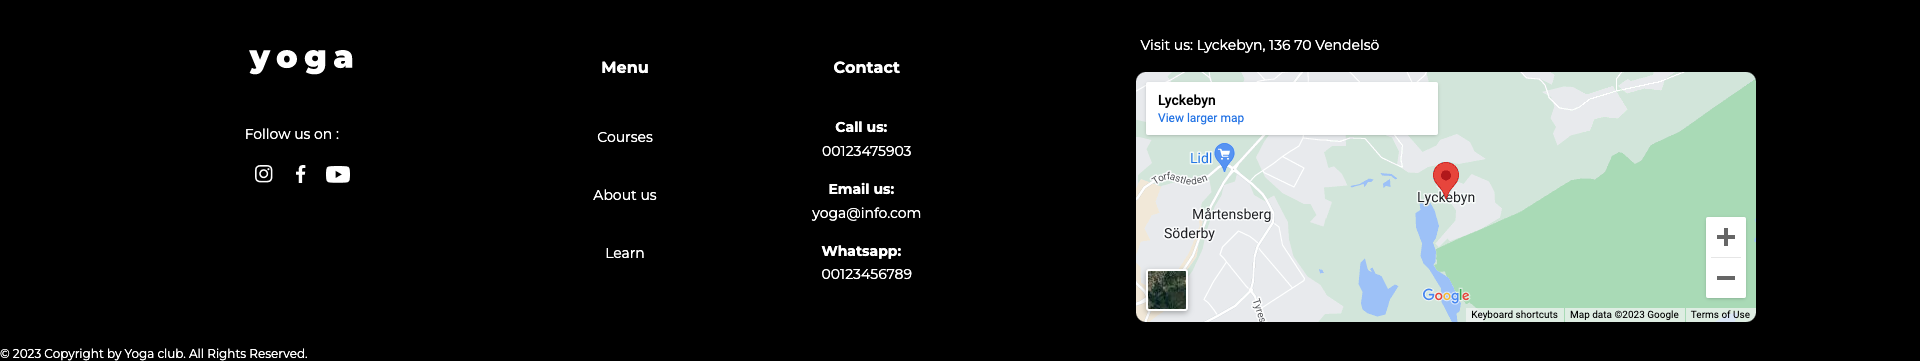 yoga
Follow us on :
Menu
Courses
About us
Learn
Contact
Call us:
00123475903
Email us:
yoga@info.com
Whatsapp:
00123456789
Visit us: Lyckebyn, 136 70 Vendelsö
Lyckebyn
View larger map
Lidl
Torfastleden
Lyckebyn
Mårtensberg
Söderby
Tyres
Google
Keyboard shortcuts
Map data ©2023 Google
Terms of Use
© 2023 Copyright by Yoga club. All Rights Reserved.